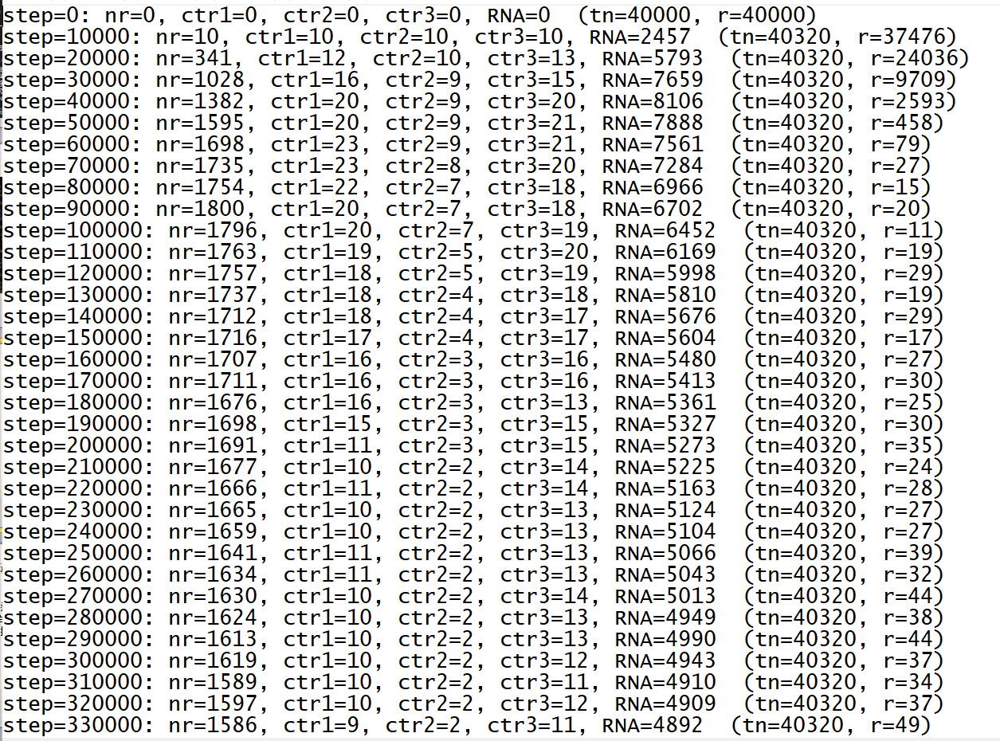 step=0: nr=0, ctr1=0, ctr2=0, ctr3=0, RNA=0  (tn=40000, r=40000)
step=10000: nr=10, ctr1=10, ctr2=10, ctr3=10, RNA=2457  (tn=40320, r=37476)
step=20000: nr=341, ctr1=12, ctr2=10, ctr3=13, RNA=5793  (tn=40320, r=24036)
step=30000: nr=1028, ctr1=16, ctr2=9, ctr3=15, RNA=7659  (tn=40320, r=9709)
step=40000: nr=1382, ctr1=20, ctr2=9, ctr3=20, RNA=8106  (tn=40320, r=2593)
step=50000: nr=1595, ctr1=20, ctr2=9, ctr3=21, RNA=7888  (tn=40320, r=458)
step=60000: nr=1698, ctr1=23, ctr2=9, ctr3=21, RNA=7561  (tn=40320, r=79)
step=70000: nr=1735, ctr1=23, ctr2=8, ctr3=20, RNA=7284  (tn=40320, r=27)
step=80000: nr=1754, ctr1=22, ctr2=7, ctr3=18, RNA=6966  (tn=40320, r=15)
step=90000: nr=1800, ctr1=20, ctr2=7, ctr3=18, RNA=6702  (tn=40320, r=20)
step=100000: nr=1796, ctr1=20, ctr2=7, ctr3=19, RNA=6452  (tn=40320, r=11)
step=110000: nr=1763, ctr1=19, ctr2=5, ctr3=20, RNA=6169  (tn=40320, r=19)
step=120000: nr=1757, ctr1=18, ctr2=5, ctr3=19, RNA=5998  (tn=40320, r=29)
step=130000: nr=1737, ctr1=18, ctr2=4, ctr3=18, RNA=5810  (tn=40320, r=19)
step=140000: nr=1712, ctr1=18, ctr2=4, ctr3=17, RNA=5676  (tn=40320, r=29)
step=150000: nr=1716, ctr1=17, ctr2=4, ctr3=17, RNA=5604  (tn=40320, r=17)
step=160000: nr=1707, ctr1=16, ctr2=3, ctr3=16, RNA=5480  (tn=40320, r=27)
step=170000: nr=1711, ctr1=16, ctr2=3, ctr3=16, RNA=5413  (tn=40320, r=30)
step=180000: nr=1676, ctr1=16, ctr2=3, ctr3=13, RNA=5361  (tn=40320, r=25)
step=190000: nr=1698, ctr1=15, ctr2=3, ctr3=15, RNA=5327  (tn=40320, r=30)
step=200000: nr=1691, ctr1=11, ctr2=3, ctr3=15, RNA=5273  (tn=40320, r=35)
step=210000: nr=1677, ctr1=10, ctr2=2, ctr3=14, RNA=5225  (tn=40320, r=24)
step=220000: nr=1666, ctr1=11, ctr2=2, ctr3=14, RNA=5163  (tn=40320, r=28)
step=230000: nr=1665, ctr1=10, ctr2=2, ctr3=13, RNA=5124  (tn=40320, r=27)
step=240000: nr=1659, ctr1=10, ctr2=2, ctr3=13, RNA=5104  (tn=40320, r=27)
step=250000: nr=1641, ctr1=11, ctr2=2, ctr3=13, RNA=5066  (tn=40320, r=39)
step=260000: nr=1634, ctr1=11, ctr2=2, ctr3=13, RNA=5043  (tn=40320, r=32)
step=270000: nr=1630, ctr1=10, ctr2=2, ctr3=14, RNA=5013  (tn=40320, r=44)
step=280000: nr=1624, ctr1=10, ctr2=2, ctr3=13, RNA=4949  (tn=40320, r=38)
step=290000: nr=1613, ctr1=10, ctr2=2, ctr3=13, RNA=4990  (tn=40320, r=44)
step=300000: nr=1619, ctr1=10, ctr2=2, ctr3=12, RNA=4943  (tn=40320, r=37)
step=310000: nr=1589, ctr1=10, ctr2=2, ctr3=11, RNA=4910  (tn=40320, r=34)
step=320000: nr=1597, ctr1=10, ctr2=2, ctr3=12, RNA=4909  (tn=40320, r=37)
step=330000: nr=1586, ctr1=9, ctr2=2, ctr3=11, RNA=4892  (tn=40320, r=49)